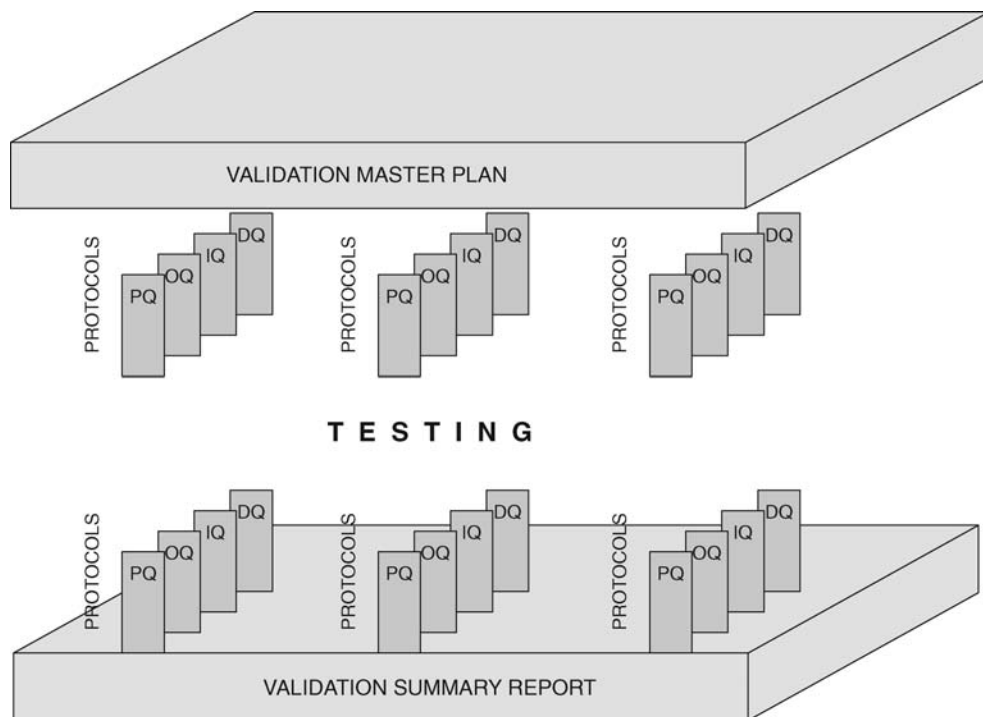 VALIDATION MASTER PLAN
PROTOCOLS
PQ
OQ
IQ
DQ
PROTOCOLS
PQ
OQ
IQ
DQ
PROTOCOLS
PQ
OQ
IQ
DQ
TESTING
PROTOCOLS
PQ
OQ
IQ
DQ
PROTOCOLS
PQ
OQ
IQ
DQ
PROTOCOLS
PQ
OQ
IQ
DQ
VALIDATION SUMMARY REPORT